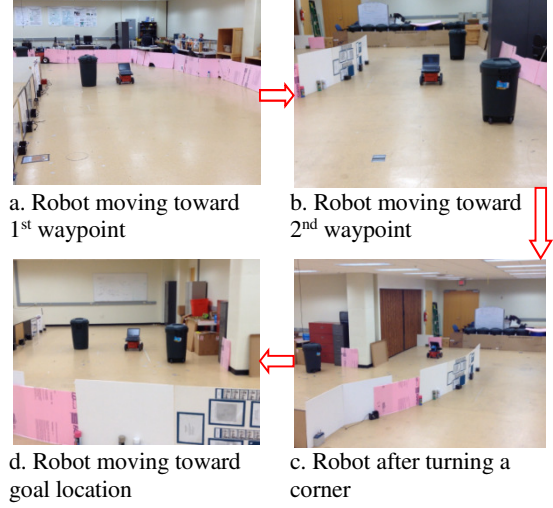 a. Robot moving toward
1st waypoint
b. Robot moving toward
2nd waypoint
d. Robot moving toward
goal location
c. Robot after turning a
corner